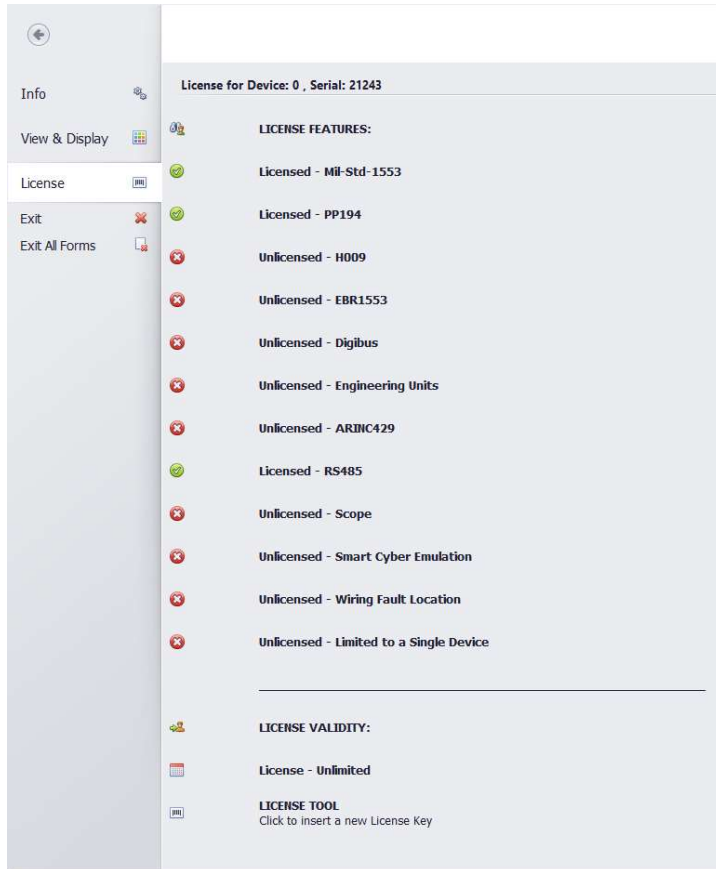 Info
View & Display
License
Exit
Exit All Forms
License for Device: 0 , Serial: 21243
LICENSE FEATURES:
Licensed - Mil-Std-1553
Licensed - PP194
Unlicensed - H009
Unlicensed - EBR1553
Unlicensed - Digibus
Unlicensed - Engineering Units
Unlicensed - ARINC429
Licensed - RS485
Unlicensed - Scope
Unlicensed - Smart Cyber Emulation
Unlicensed - Wiring Fault Location
Unlicensed - Limited to a Single Device
LICENSE VALIDITY:
License - Unlimited
LICENSE TOOL
Click to insert a new License Key